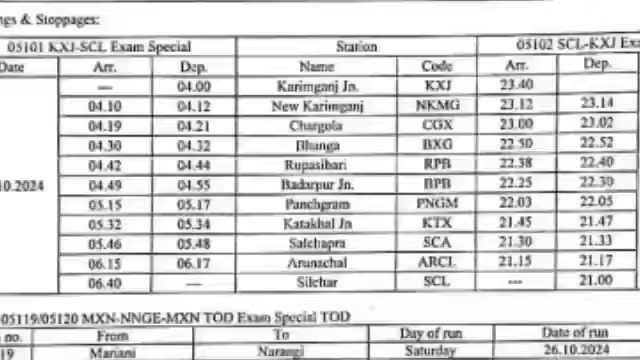 ngs & Stoppages:
05101 KXJ-SCL Exam Special Station 05102 SCL-KXJ Exa
Date Arr. Dep. Name Code Arr. Dep.
--- 04.00 Karimganj Jn. KXJ 23.40
04.10 04.12 New Karimganj NKMG 23.12 23.14
04.19 04.21 Chargola CGX 23.00 23.02
04.30 04.32 Bhanga BXG 22.50 22.52
04.42 04.44 Rupasibari RPB 22.38 22.40
10.2024 04.49 04.55 Badarpur Jn. BPB 22.25 22.30
05.15 05.17 Panchgram PNGM 22.03 22.05
05.32 05.34 Katakhal Jn KTX 21.45 21.47
05.46 05.48 Salchapra SCA 21.30 21.33
06.15 06.17 Arunachal ARCL 21.15 21.17
06.40 --- Silchar SCL --- 21.00
05119/05120 MXN-NNGE-MXN TOD Exam Special TOD
n no. From To Day of run Date of run
19 Mariani Narangi Saturday 26.10.2024